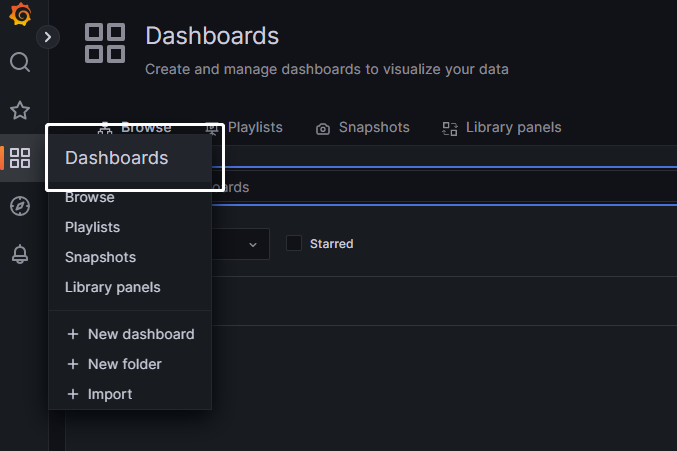 Dashboards
Create and manage dashboards to visualize your data
Browse Playlists Snapshots Library panels
Dashboards
Browse
Playlists
Snapshots
Library panels
+ New dashboard
+ New folder
+ Import
Starred